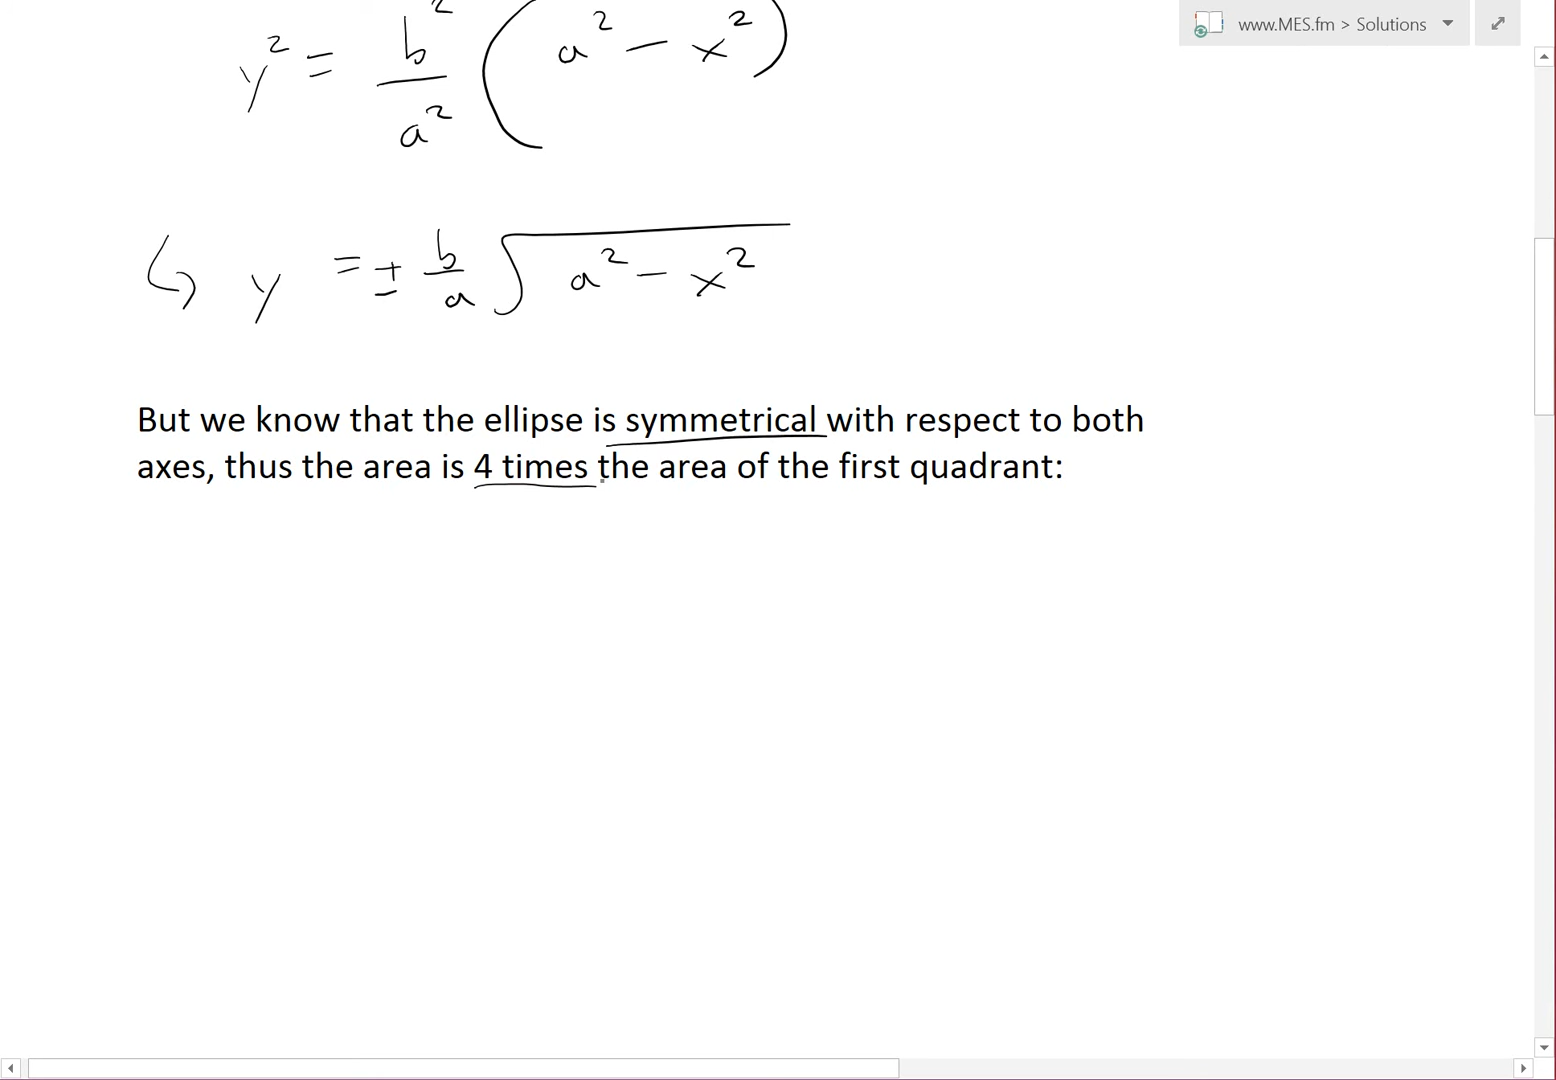 www.MES.fm > Solutions
y² = b²/a² (a² − x²)
↳ y = ± b/a √(a² − x²)
But we know that the ellipse is symmetrical with respect to both
axes, thus the area is 4 times the area of the first quadrant: